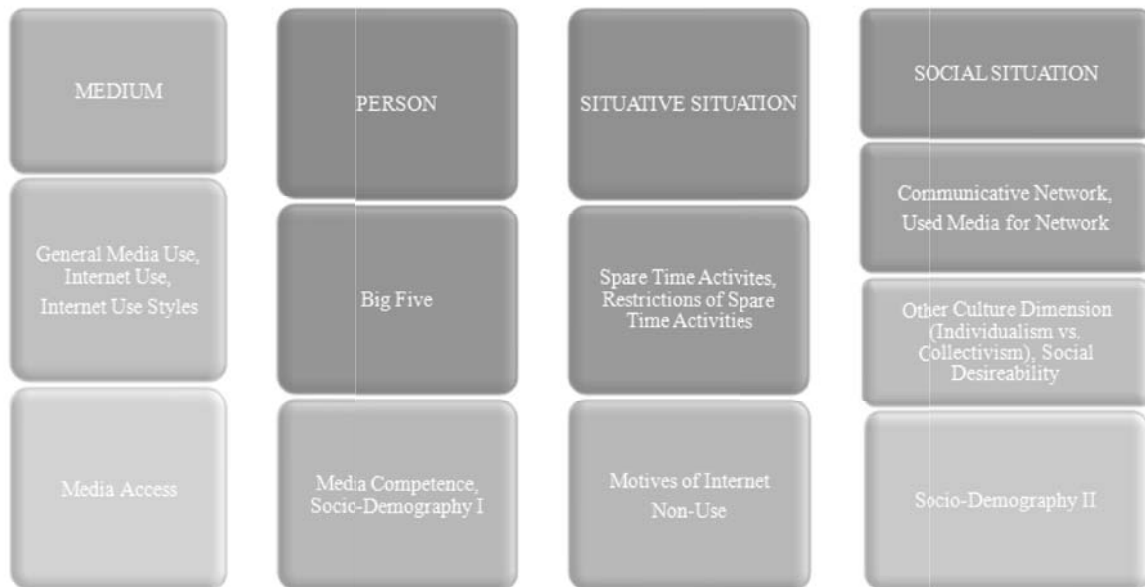 MEDIUM
General Media Use,
Internet Use,
Internet Use Styles
Media Access
PERSON
Big Five
Media Competence,
Socio-Demography I
SITUATIVE SITUATION
Spare Time Activites,
Restrictions of Spare
Time Activities
Motives of Internet
Non-Use
SOCIAL SITUATION
Communicative Network,
Used Media for Network
Other Culture Dimension
(Individualism vs.
Collectivism), Social
Desireability
Socio-Demography II